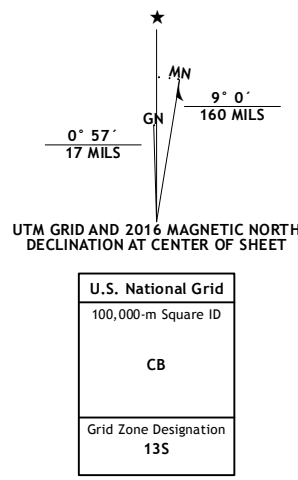 MN
GN
9° 0´
160 MILS
0° 57´
17 MILS
UTM GRID AND 2016 MAGNETIC NORTH
DECLINATION AT CENTER OF SHEET
U.S. National Grid
100,000-m Square ID
CB
Grid Zone Designation
13S